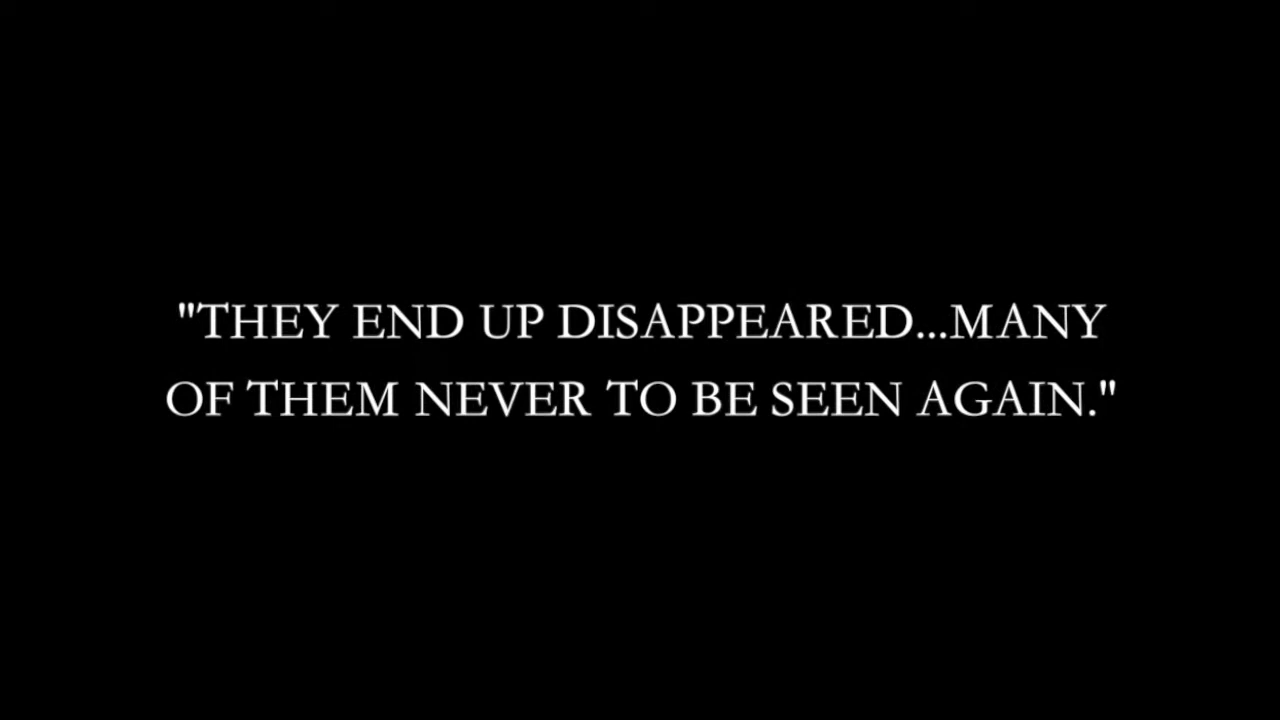 "THEY END UP DISAPPEARED...MANY
OF THEM NEVER TO BE SEEN AGAIN."